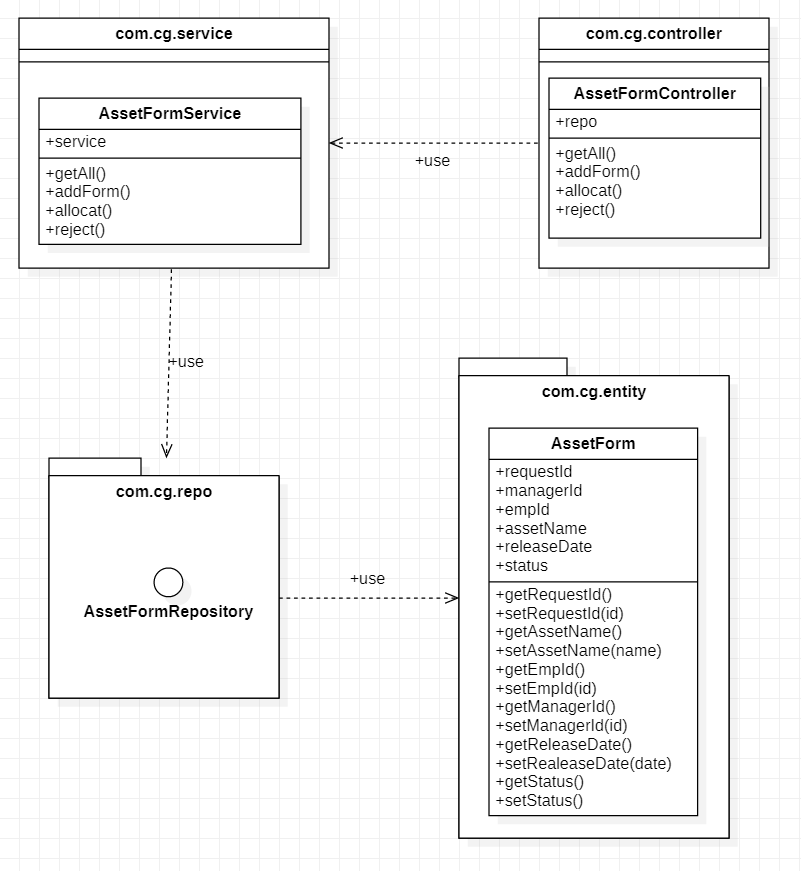 com.cg.service
AssetFormService
+service
+getAll()
+addForm()
+allocat()
+reject()
com.cg.controller
AssetFormController
+repo
+getAll()
+addForm()
+allocat()
+reject()
+use
+use
com.cg.repo
AssetFormRepository
+use
com.cg.entity
AssetForm
+requestId
+managerId
+empId
+assetName
+releaseDate
+status
+getRequestId()
+setRequestId(id)
+getAssetName()
+setAssetName(name)
+getEmpId()
+setEmpId(id)
+getManagerId()
+setManagerId(id)
+getReleaseDate()
+setRealeaseDate(date)
+getStatus()
+setStatus()